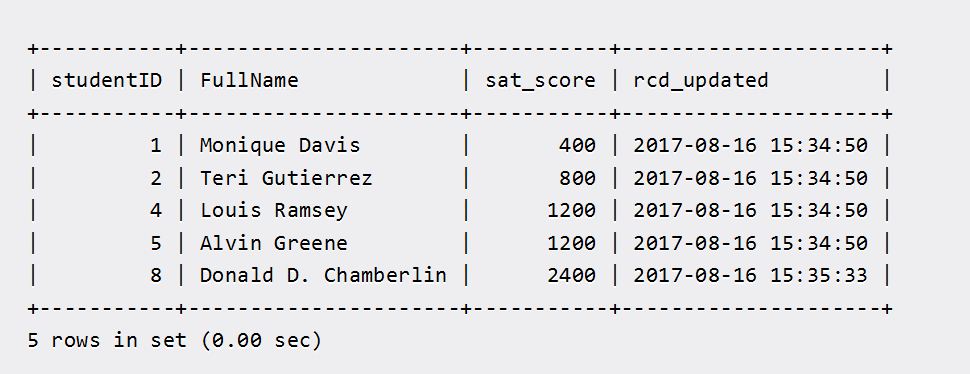 +-----------+----------------------+-----------+---------------------+
| studentID | FullName             | sat_score | rcd_updated         |
+-----------+----------------------+-----------+---------------------+
|         1 | Monique Davis        |       400 | 2017-08-16 15:34:50 |
|         2 | Teri Gutierrez       |       800 | 2017-08-16 15:34:50 |
|         4 | Louis Ramsey         |      1200 | 2017-08-16 15:34:50 |
|         5 | Alvin Greene         |      1200 | 2017-08-16 15:34:50 |
|         8 | Donald D. Chamberlin |      2400 | 2017-08-16 15:35:33 |
+-----------+----------------------+-----------+---------------------+
5 rows in set (0.00 sec)